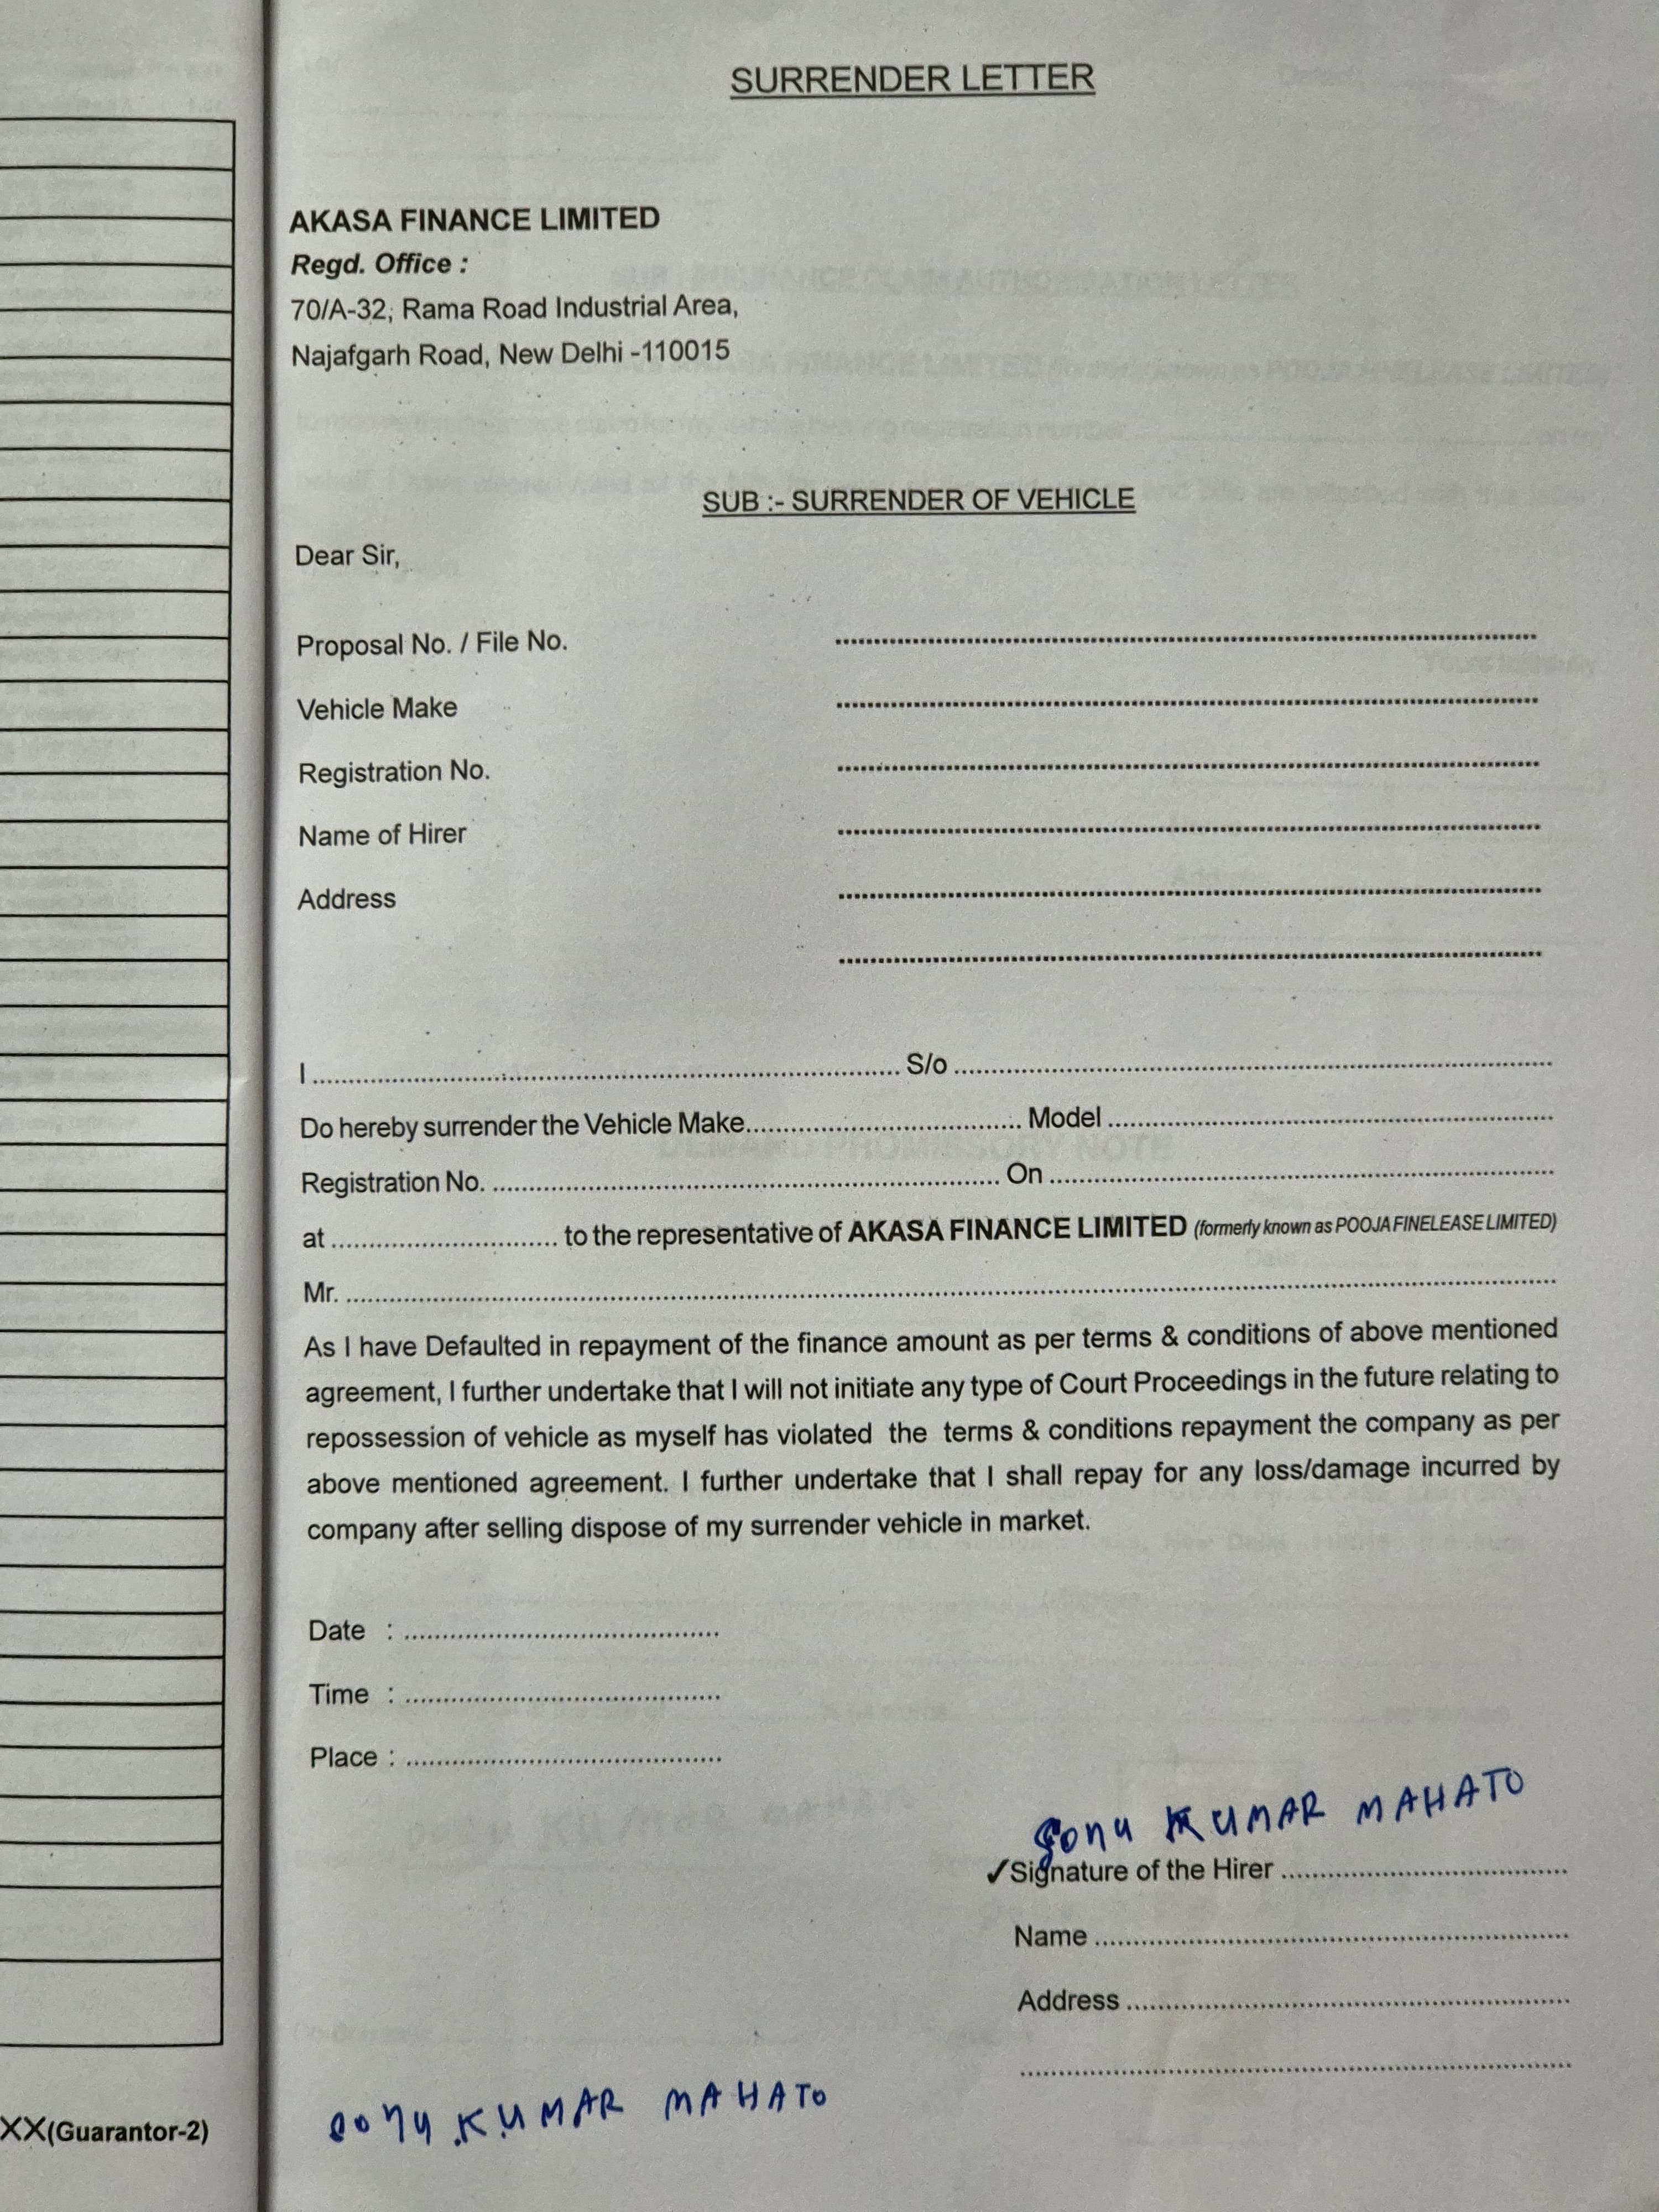 SURRENDER LETTER
AKASA FINANCE LIMITED
Regd. Office :
70/A-32, Rama Road Industrial Area,
Najafgarh Road, New Delhi -110015
SUB :- SURRENDER OF VEHICLE
Dear Sir,
Proposal No. / File No. ....................
Vehicle Make ....................
Registration No. ....................
Name of Hirer ....................
Address ....................
....................
I .................... S/o ....................
Do hereby surrender the Vehicle Make.................... Model ....................
Registration No. .................... On ....................
at .................... to the representative of AKASA FINANCE LIMITED (formerly known as POOJA FINELEASE LIMITED)
Mr. ....................
As I have Defaulted in repayment of the finance amount as per terms & conditions of above mentioned
agreement, I further undertake that I will not initiate any type of Court Proceedings in the future relating to
repossession of vehicle as myself has violated the terms & conditions repayment the company as per
above mentioned agreement. I further undertake that I shall repay for any loss/damage incurred by
company after selling dispose of my surrender vehicle in market.
Date : ....................
Time : ....................
Place : ....................
Sonu KUMAR MAHATO
✓Signature of the Hirer ....................
Name ....................
Address ....................
....................
Sonu KUMAR MAHATO
XX(Guarantor-2)